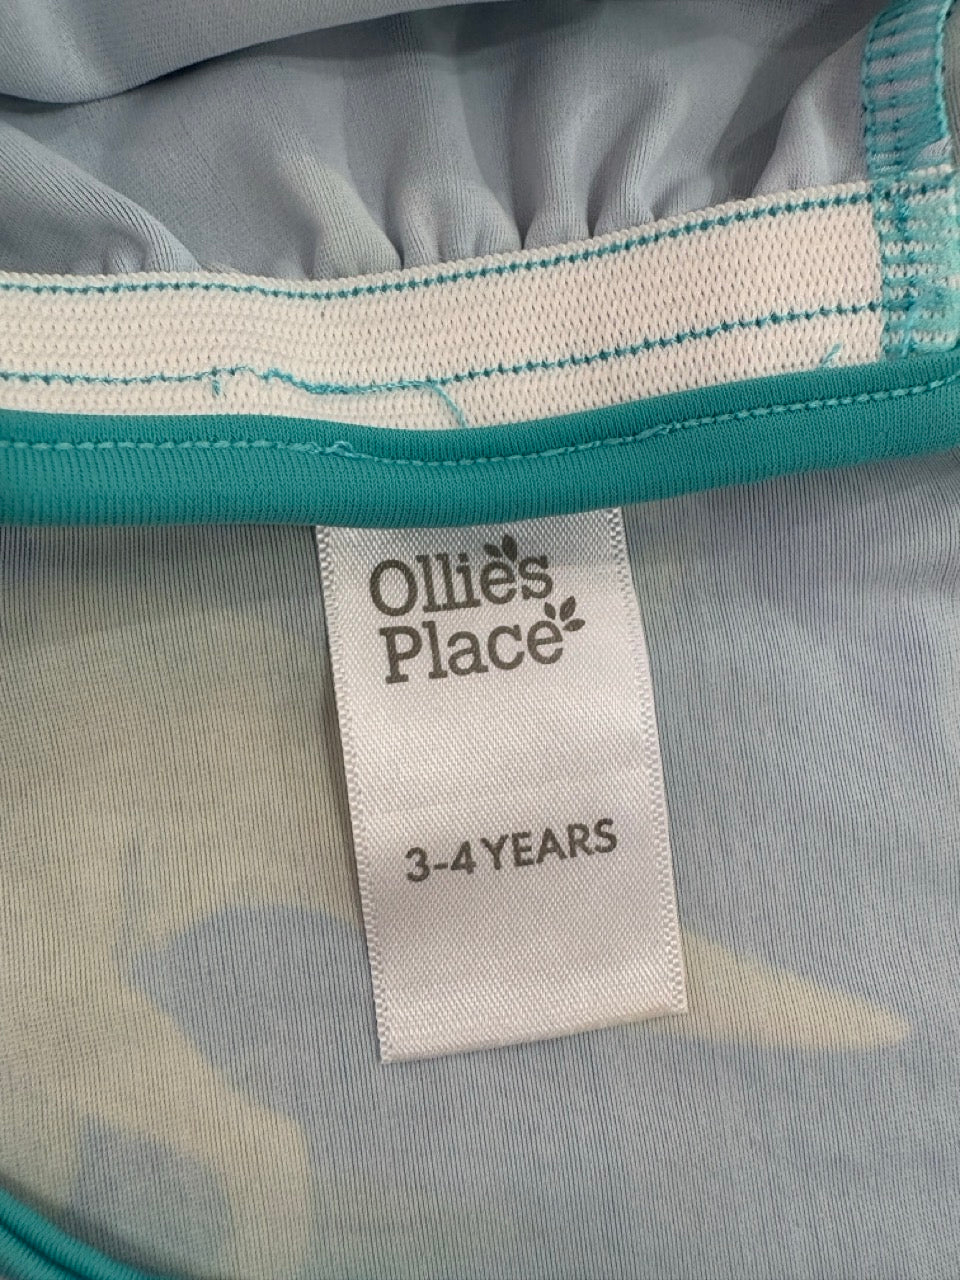 Ollie's
Place
3-4 YEARS